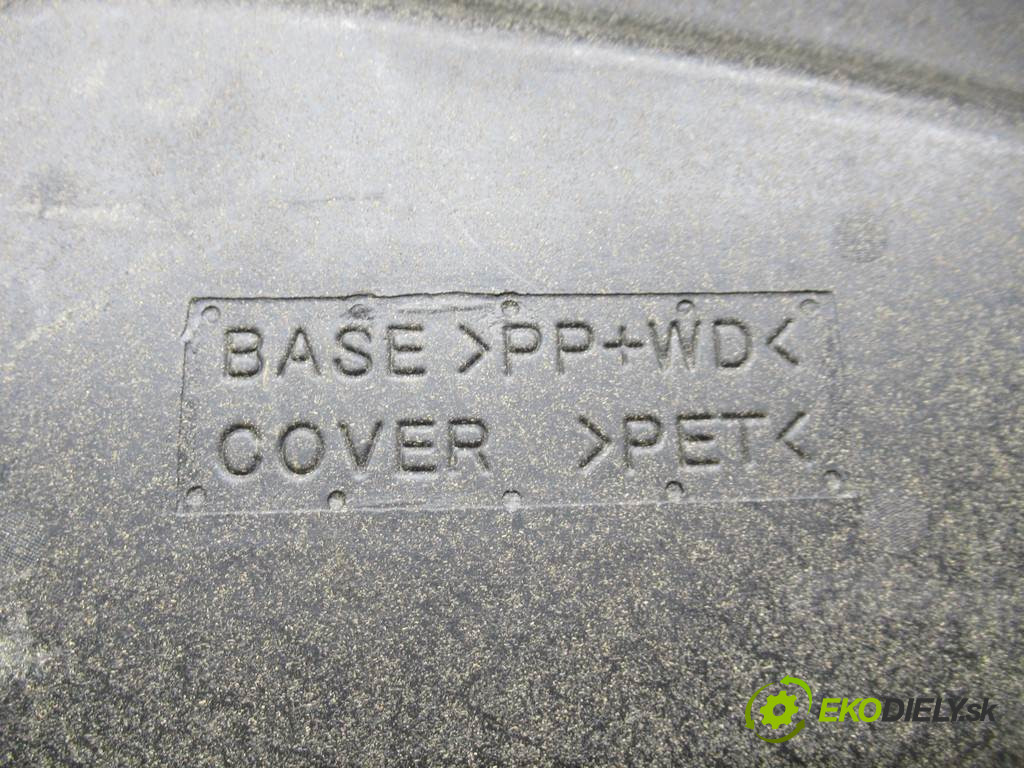 BASE >PP+WD<
COVER >PET<
EKODIELY.sk